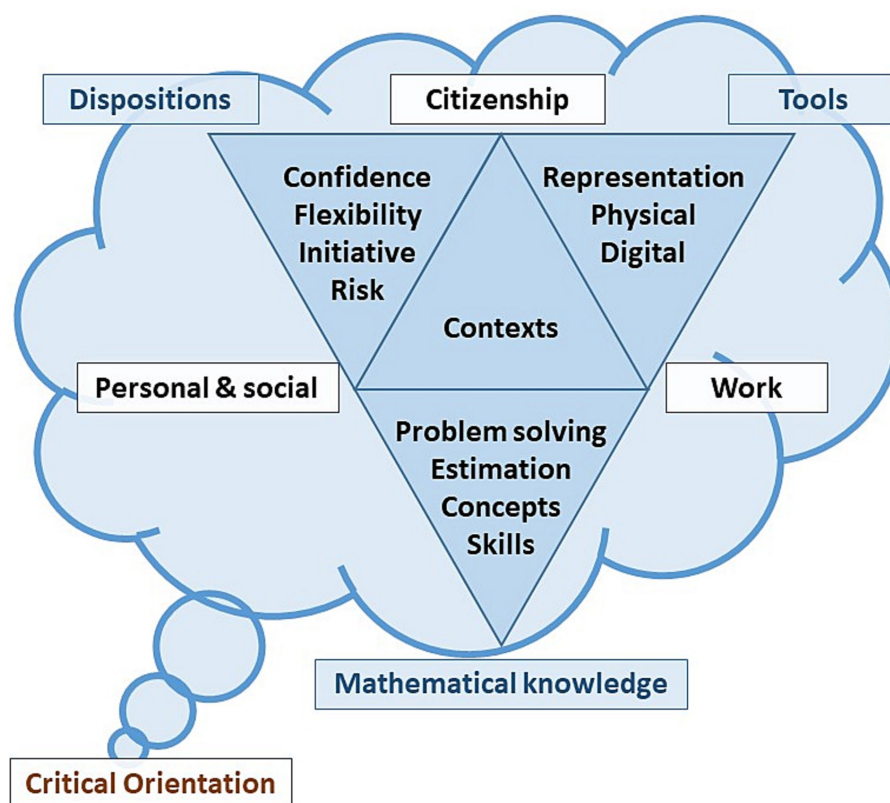 Dispositions
Citizenship
Tools
Confidence
Flexibility
Initiative
Risk
Representation
Physical
Digital
Contexts
Personal & social
Work
Problem solving
Estimation
Concepts
Skills
Mathematical knowledge
Critical Orientation